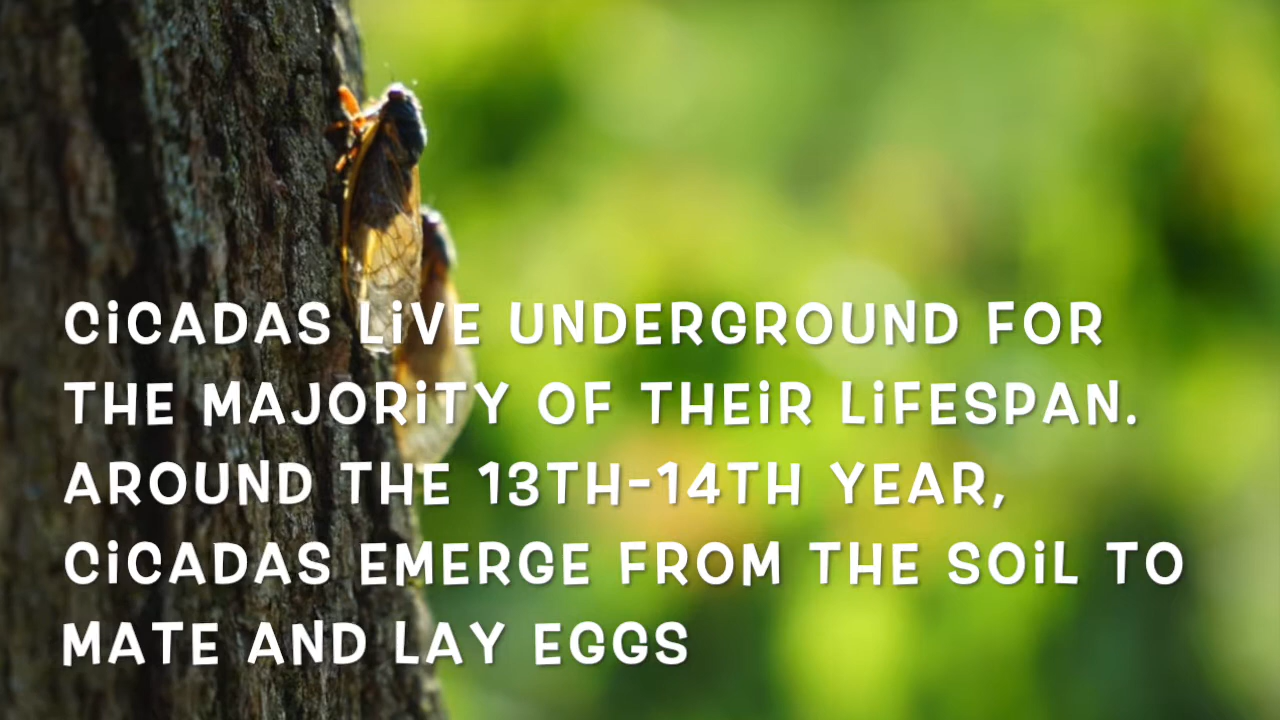 CiCADAS LiVE UNDERGROUND FOR
THE MAJORiTY OF THEiR LiFESPAN.
AROUND THE 13TH-14TH YEAR,
CiCADAS EMERGE FROM THE SOiL TO
MATE AND LAY EGGS